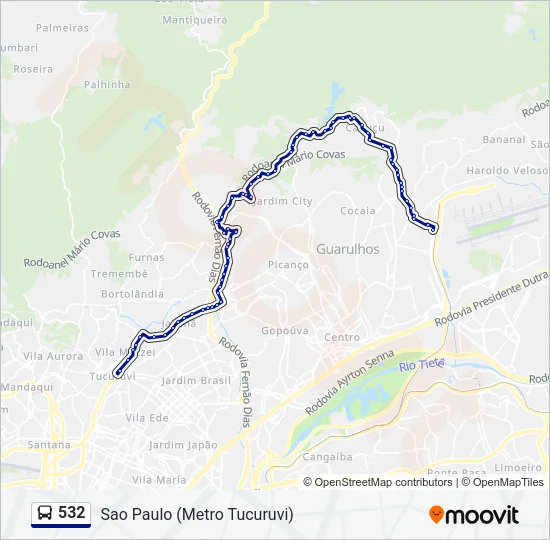 do
Mantiqueira
Palmeiras
umbari
Roseira
Palhinha
Cabuçu
Rodoa
Bananal
São
Rodoanel Mário Covas
Haroldo Veloso
Jardim City
Cocaia
Rodovia Fernão Dias
Guarulhos
Rodoanel Mário Covas
Furnas
Picanço
Tremembé
Bortolândia
Rodovia Presidente Dutra
andaqui
Gopoúva
Centro
Vila Aurora
Vila Mazzei
Rodovia Fernão Dias
Rodovia Ayrton Senna
Rio Tietê
Tucuruvi
Jardim Brasil
Mandaqui
Vila Ede
Santana
Jardim Japão
Cangaíba
Limoeiro
Vila Maria
Ponte Rasa
© OpenStreetMap contributors | © OpenMapTiles
532
Sao Paulo (Metro Tucuruvi)
moovit